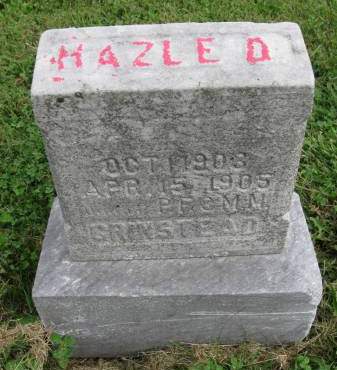 HAZLE D
OCT 1 1903
APR. 15, 1905
GRINSTEAD